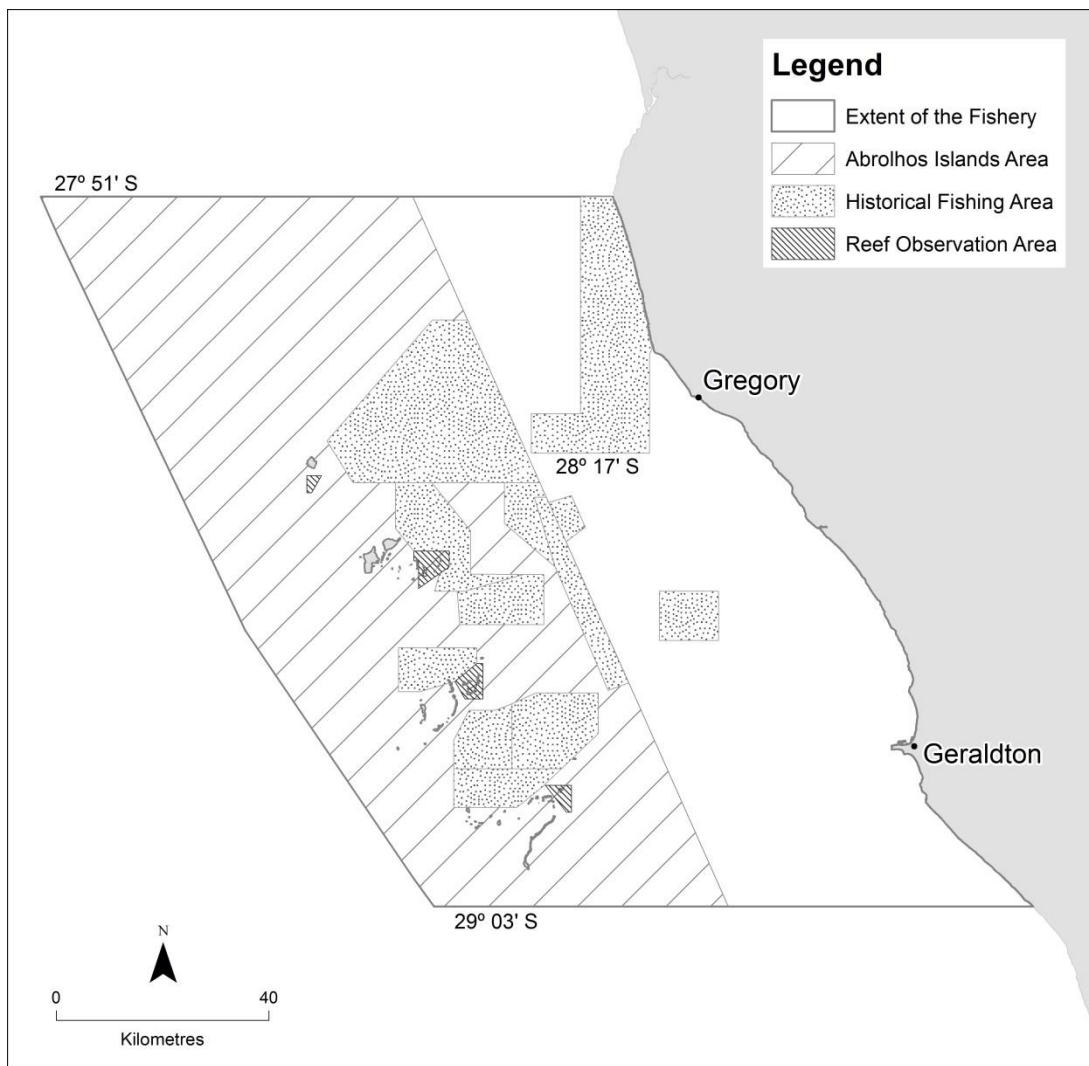 Legend
Extent of the Fishery
Abrolhos Islands Area
Historical Fishing Area
Reef Observation Area
27º 51' S
Gregory
28º 17' S
Geraldton
29º 03' S
N
0 40
Kilometres